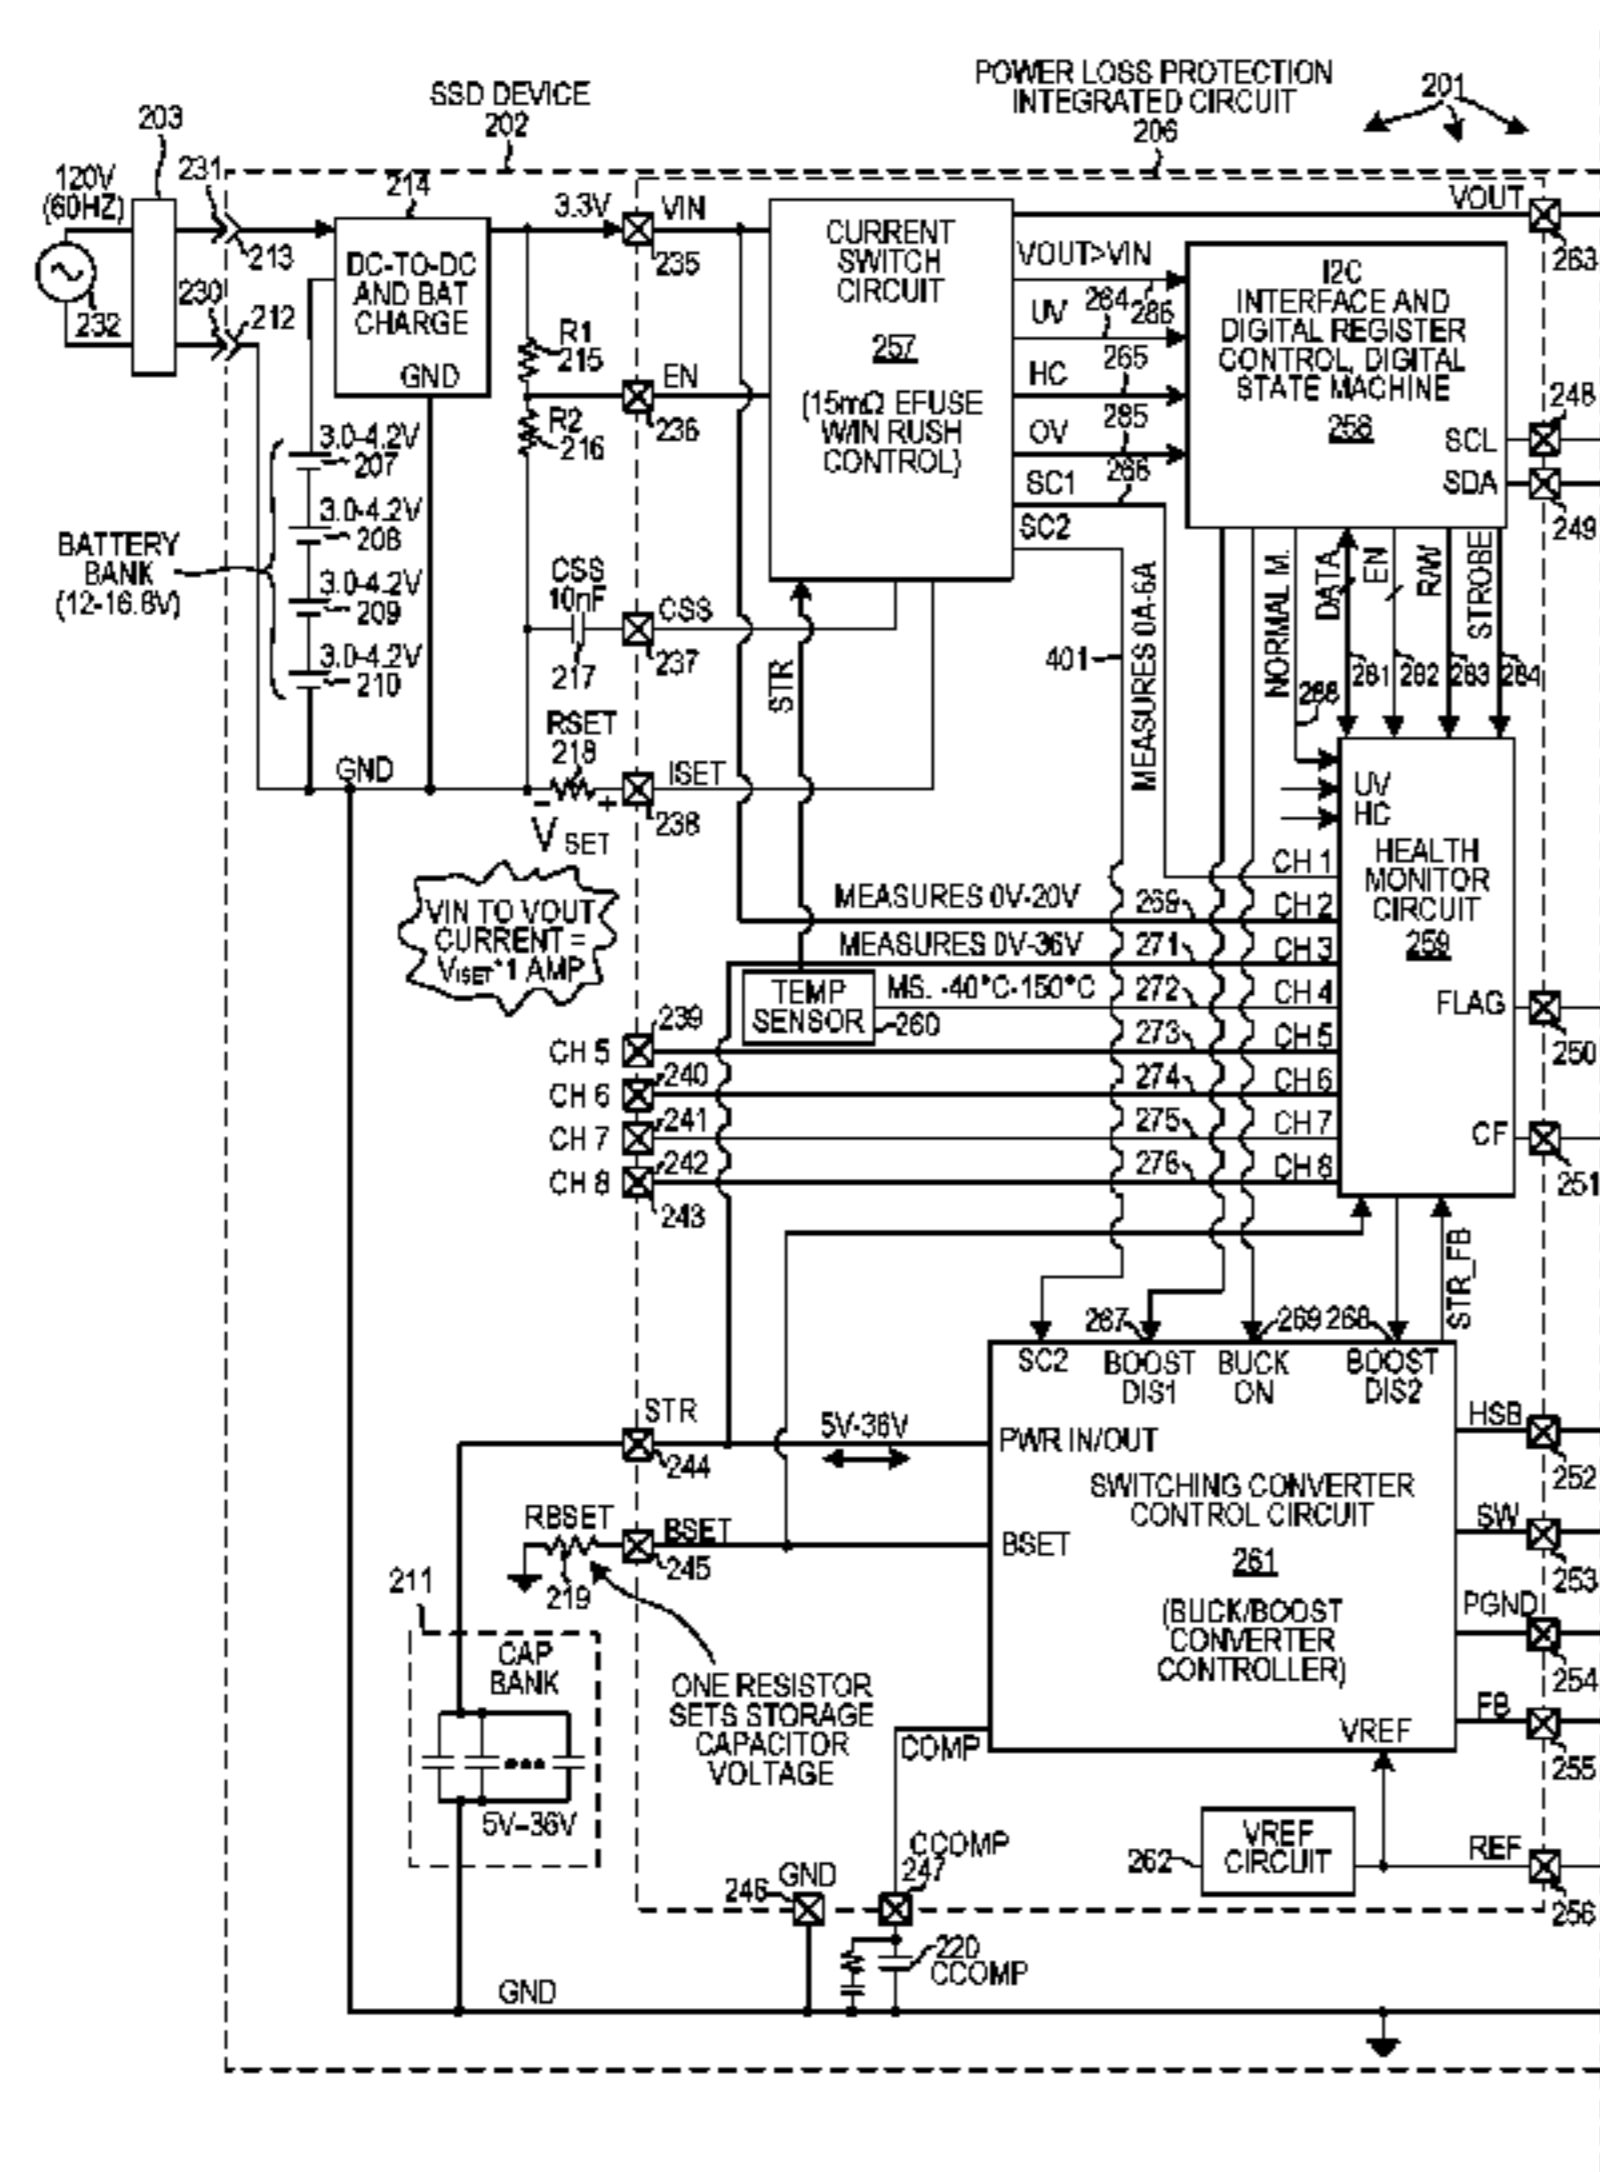 POWER LOSS PROTECTION
INTEGRATED CIRCUIT
206
201
SSD DEVICE
202
203
120V
(60HZ)
231
213
230
212
232
214
DC-TO-DC
AND BAT
CHARGE
GND
3.3V
VIN
235
R1
215
EN
236
R2
216
CURRENT
SWITCH
CIRCUIT
257
(15mΩ EFUSE
W/IN RUSH
CONTROL)
VOUT
263
VOUT>VIN
264
286
UV
265
HC
285
OV
266
SC1
SC2
I2C
INTERFACE AND
DIGITAL REGISTER
CONTROL, DIGITAL
STATE MACHINE
258
SCL
248
SDA
249
3.0-4.2V
207
3.0-4.2V
208
3.0-4.2V
209
3.0-4.2V
210
BATTERY
BANK
(12-16.8V)
CSS
10nF
217
CSS
237
STR
401
MEASURES 0A-6A
NORMAL M.
288
DATA
281
EN
282
R/W
283
STROBE
284
RSET
218
GND
ISET
238
- +
V SET
VIN TO VOUT
CURRENT =
VISET*1 AMP
UV
HC
HEALTH
MONITOR
CIRCUIT
259
CH 1
MEASURES 0V-20V
269
CH 2
MEASURES 0V-36V
271
CH 3
TEMP
SENSOR
260
MS. -40°C-150°C
272
CH 4
FLAG
250
239
CH 5
273
CH 5
240
CH 6
274
CH 6
241
CH 7
275
CH 7
CF
251
242
CH 8
276
CH 8
243
STR_FB
267
269
268
SC2
BOOST
DIS1
BUCK
ON
BOOST
DIS2
STR
244
5V-36V
PWR IN/OUT
SWITCHING CONVERTER
CONTROL CIRCUIT
261
(BUCK/BOOST
CONVERTER
CONTROLLER)
HSB
252
SW
253
PGND
254
FB
255
RBSET
219
BSET
245
BSET
211
CAP
BANK
5V-36V
ONE RESISTOR
SETS STORAGE
CAPACITOR
VOLTAGE
COMP
VREF
262
VREF
CIRCUIT
REF
256
246
GND
CCOMP
247
220
CCOMP
GND